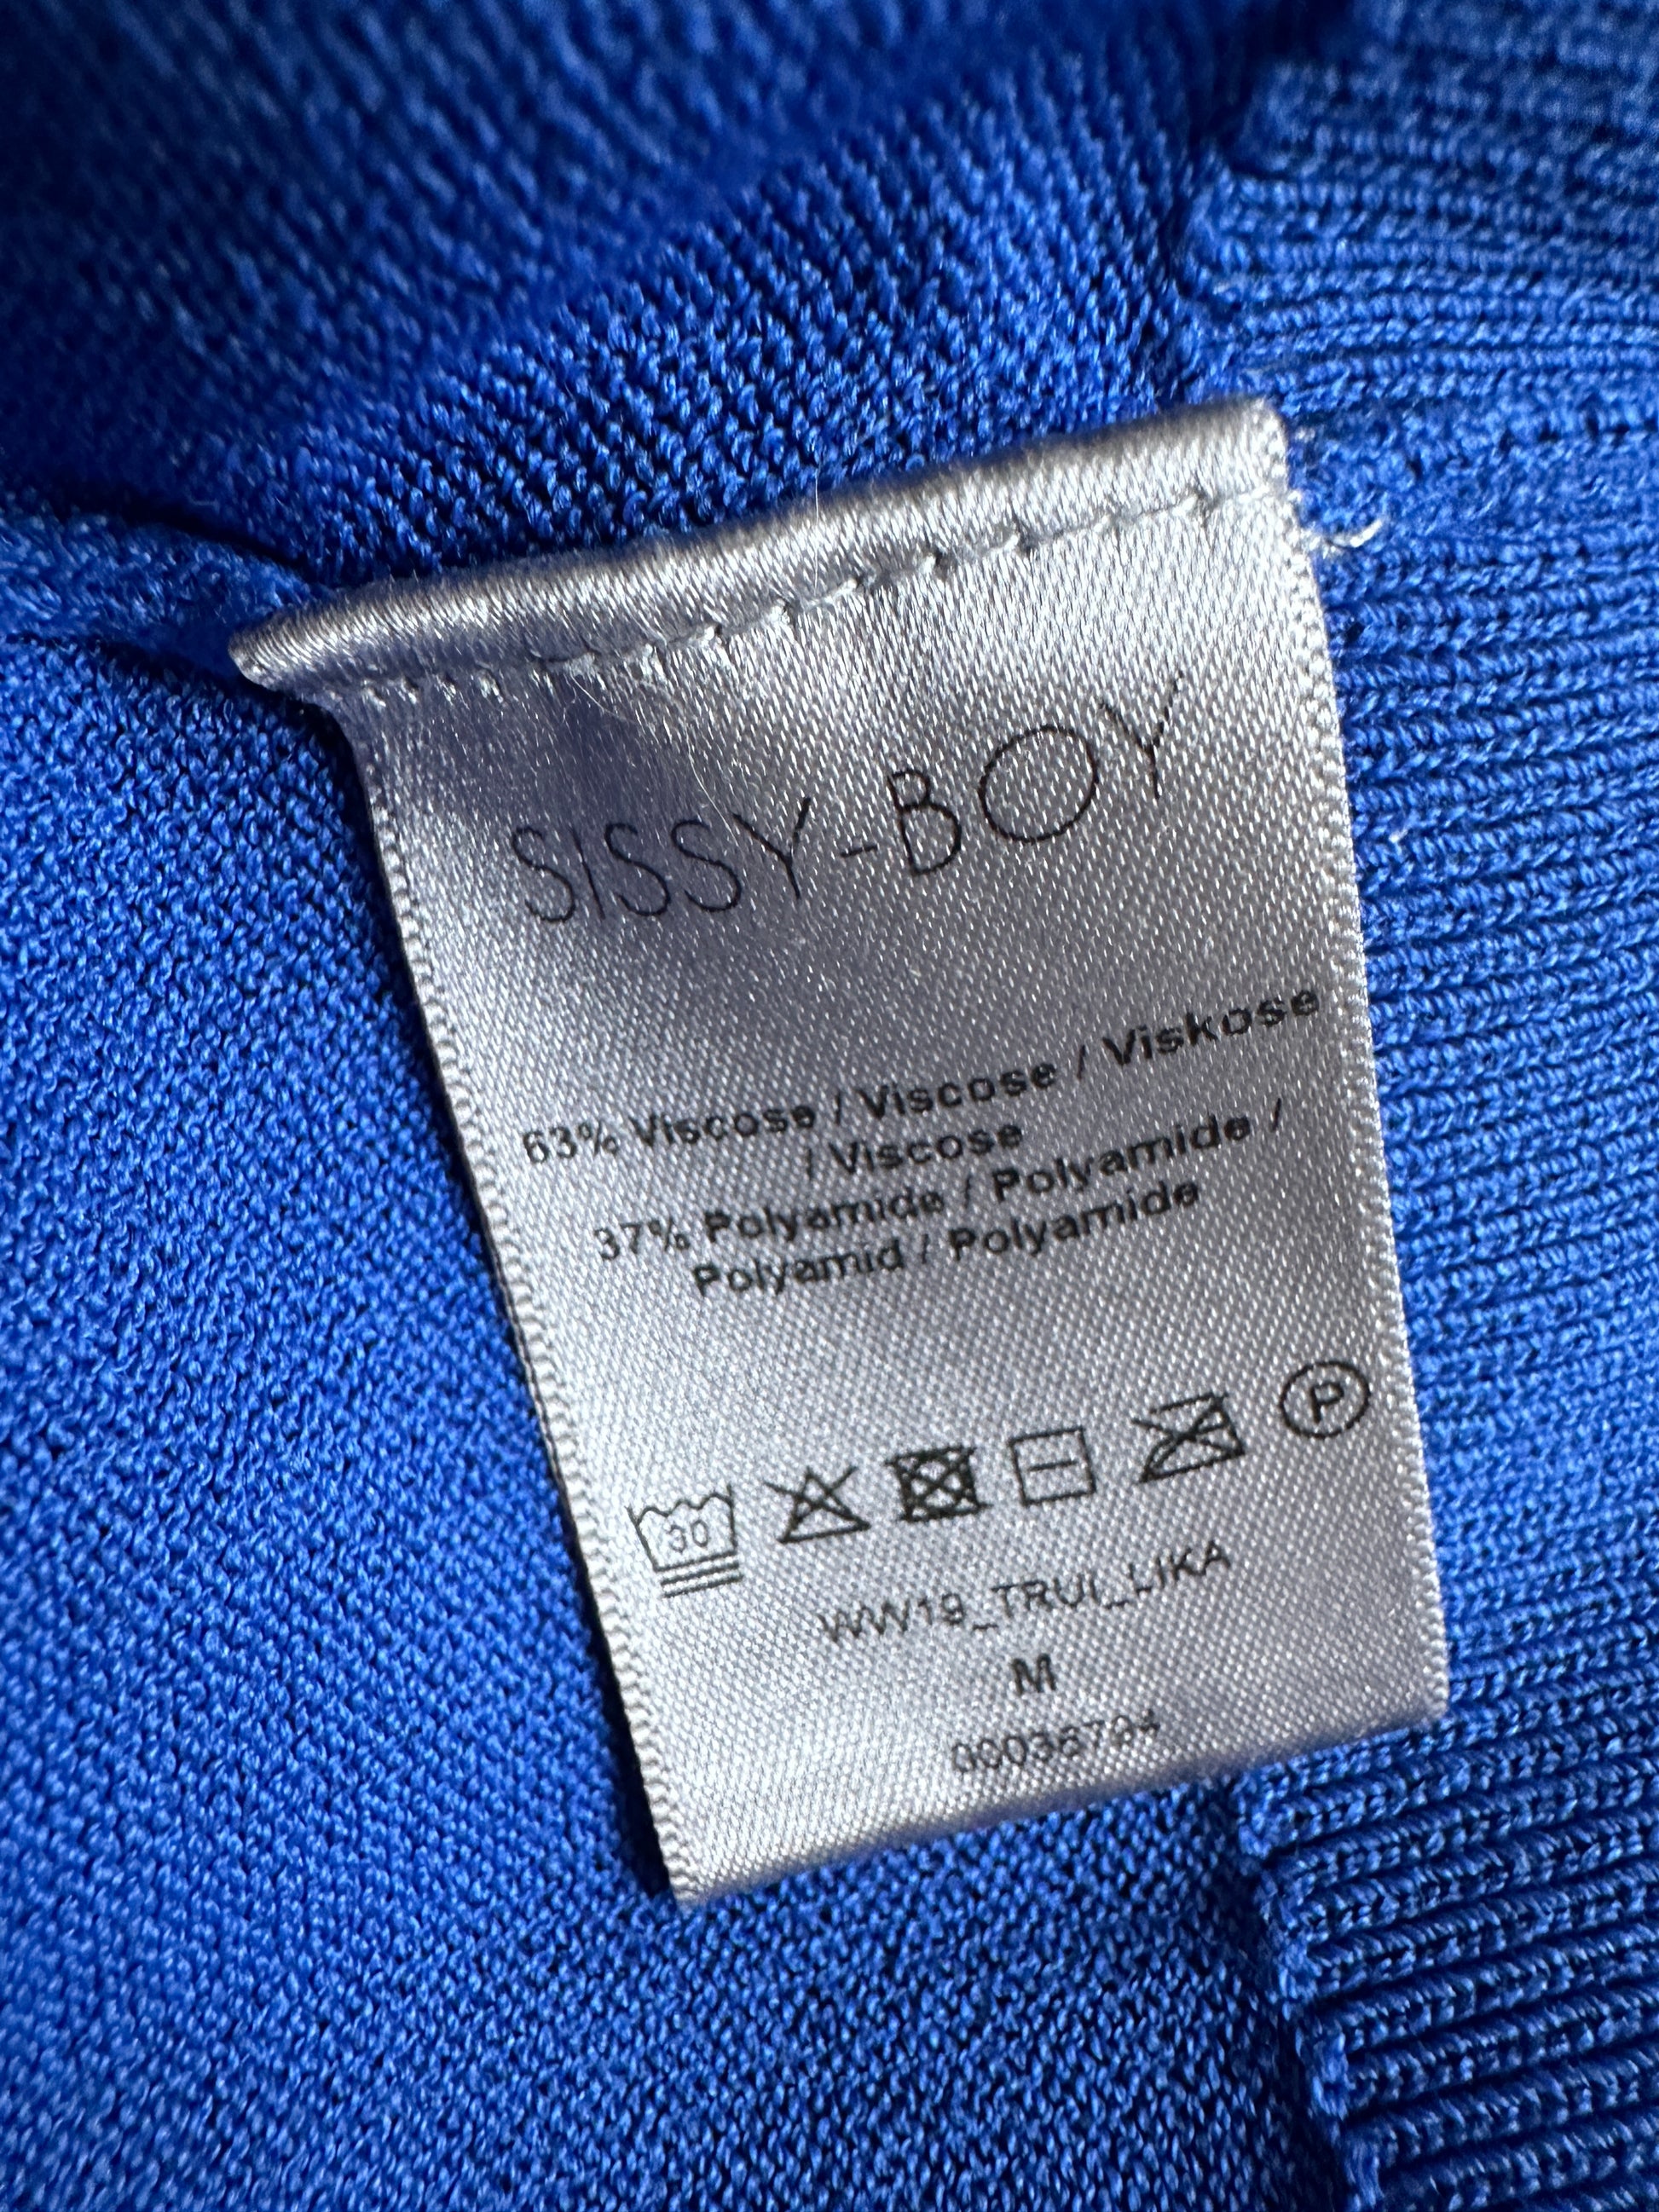 SISSY-BOY
63% Viscose / Viscose / Viskose
/ Viscose
37% Polyamide / Polyamide /
Polyamid / Polyamide
30
P
WW19_TRUI_LIKA
M
00036794